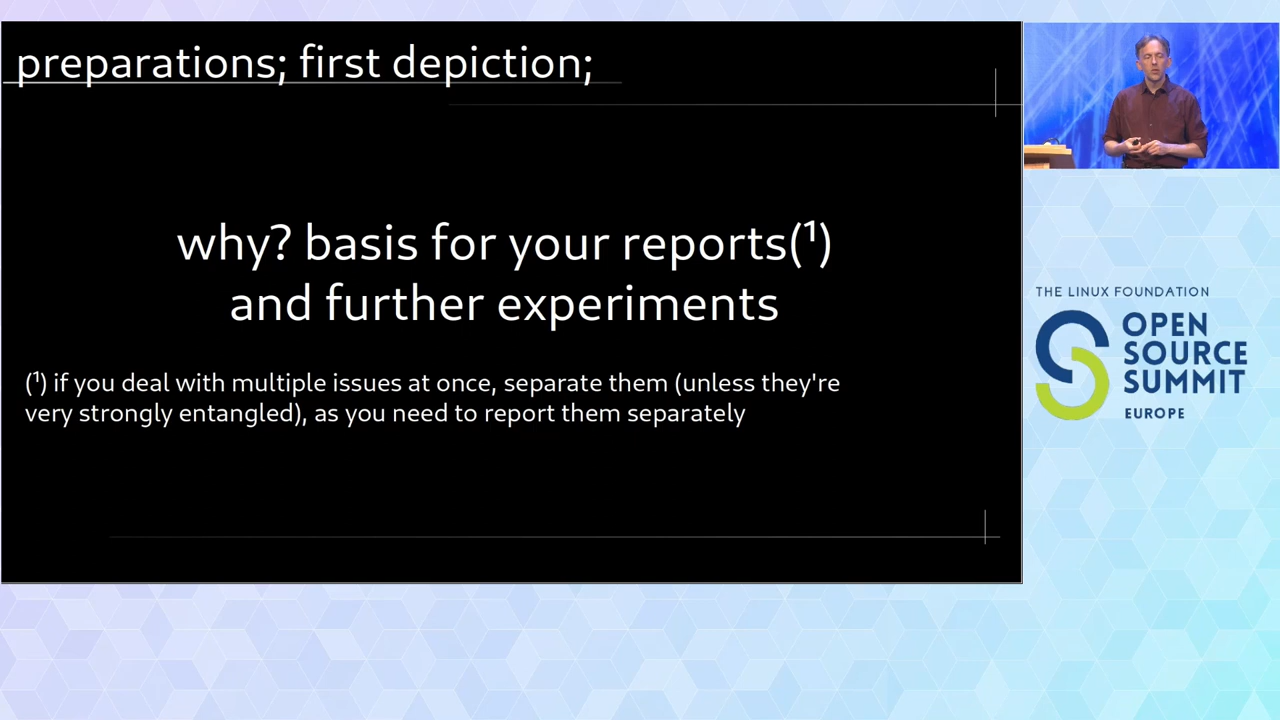 preparations; first depiction;
why? basis for your reports(¹)
and further experiments
(¹) if you deal with multiple issues at once, separate them (unless they're
very strongly entangled), as you need to report them separately
THE LINUX FOUNDATION
OPEN
SOURCE
SUMMIT
EUROPE